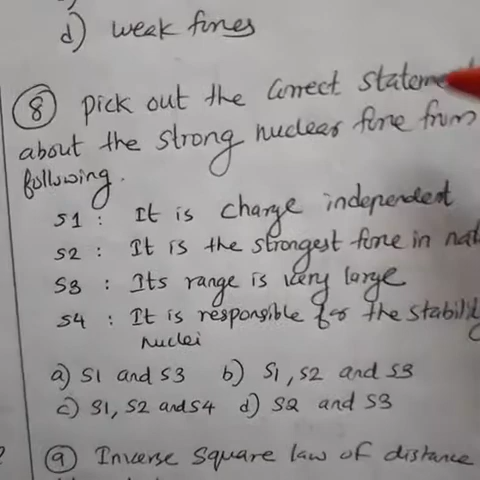 d) weak forces
⑧ pick out the correct stateme
about the strong nuclear force from
following.
S1 : It is charge independent
S2 : It is the strongest force in nat
S3 : Its range is very large
S4 : It is responsible for the stabili
nuclei
a) S1 and S3 b) S1, S2 and S3
c) S1, S2 and S4 d) S2 and S3
⑨ Inverse square law of distance